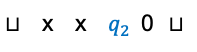 ⊔ x x q₂ 0 ⊔